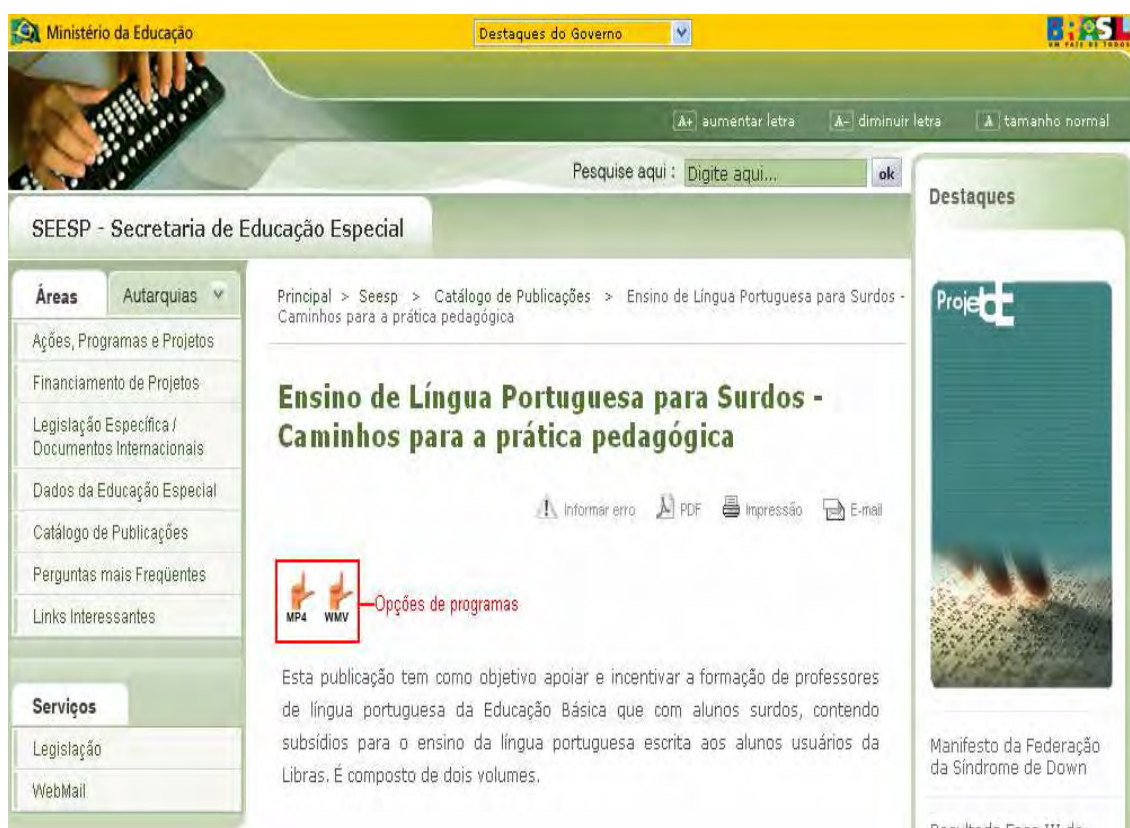 Ministério da Educação
Destaques do Governo
BRASIL
UM PAÍS DE TODOS
A+ aumentar letra
A- diminuir letra
A tamanho normal
Pesquise aqui : Digite aqui... ok
SEESP - Secretaria de Educação Especial
Áreas
Autarquias
Ações, Programas e Projetos
Financiamento de Projetos
Legislação Específica /
Documentos Internacionais
Dados da Educação Especial
Catálogo de Publicações
Perguntas mais Freqüentes
Links Interessantes
Serviços
Legislação
WebMail
Principal > Seesp > Catálogo de Publicações > Ensino de Língua Portuguesa para Surdos -
Caminhos para a prática pedagógica
Ensino de Língua Portuguesa para Surdos -
Caminhos para a prática pedagógica
Informar erro PDF Impressão E-mail
MP4 WMV
Opções de programas
Esta publicação tem como objetivo apoiar e incentivar a formação de professores
de língua portuguesa da Educação Básica que com alunos surdos, contendo
subsídios para o ensino da língua portuguesa escrita aos alunos usuários da
Libras. É composto de dois volumes.
Destaques
Projeto
Manifesto da Federação
da Síndrome de Down